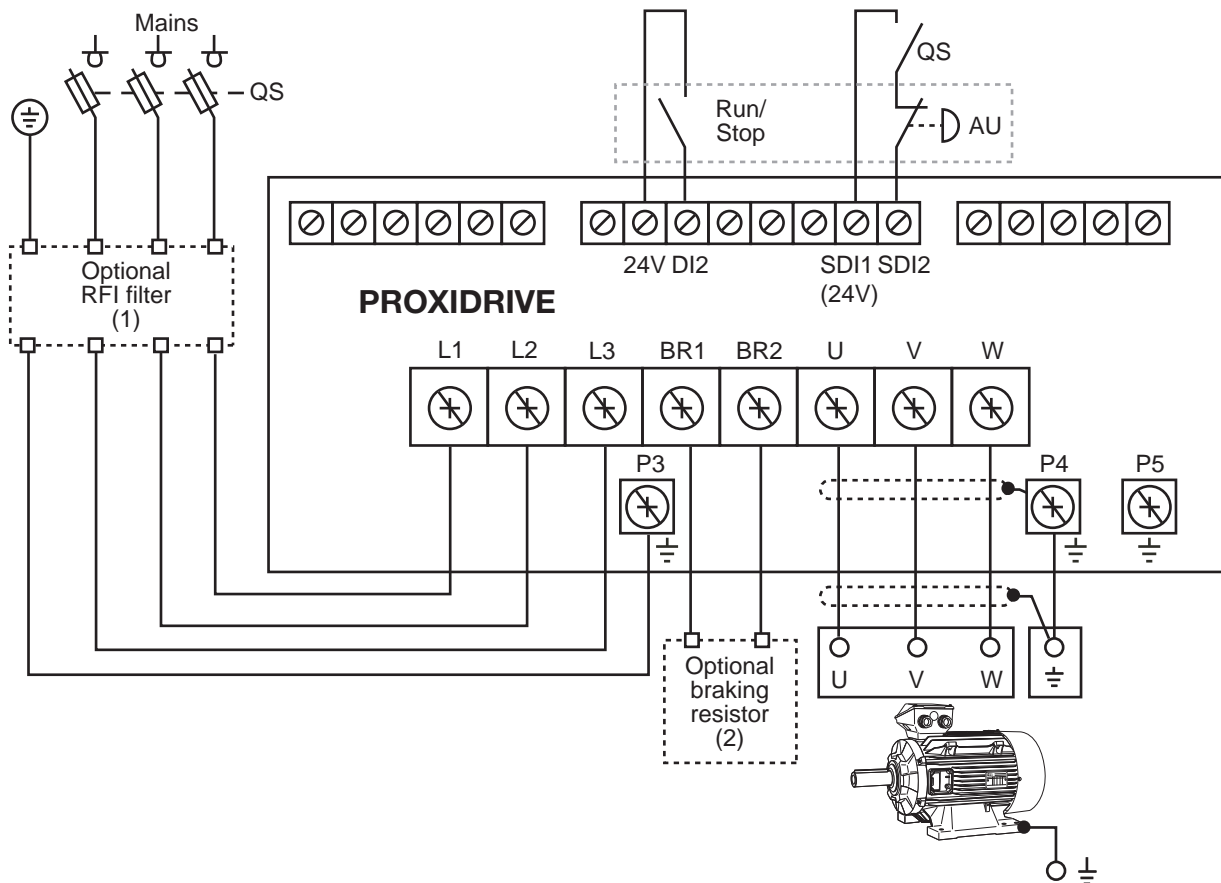 Mains
QS
QS
Run/
Stop
AU
Optional
RFI filter
(1)
24V DI2
SDI1 SDI2
(24V)
PROXIDRIVE
L1 L2 L3 BR1 BR2 U V W
P3
P4
P5
Optional
braking
resistor
(2)
U V W